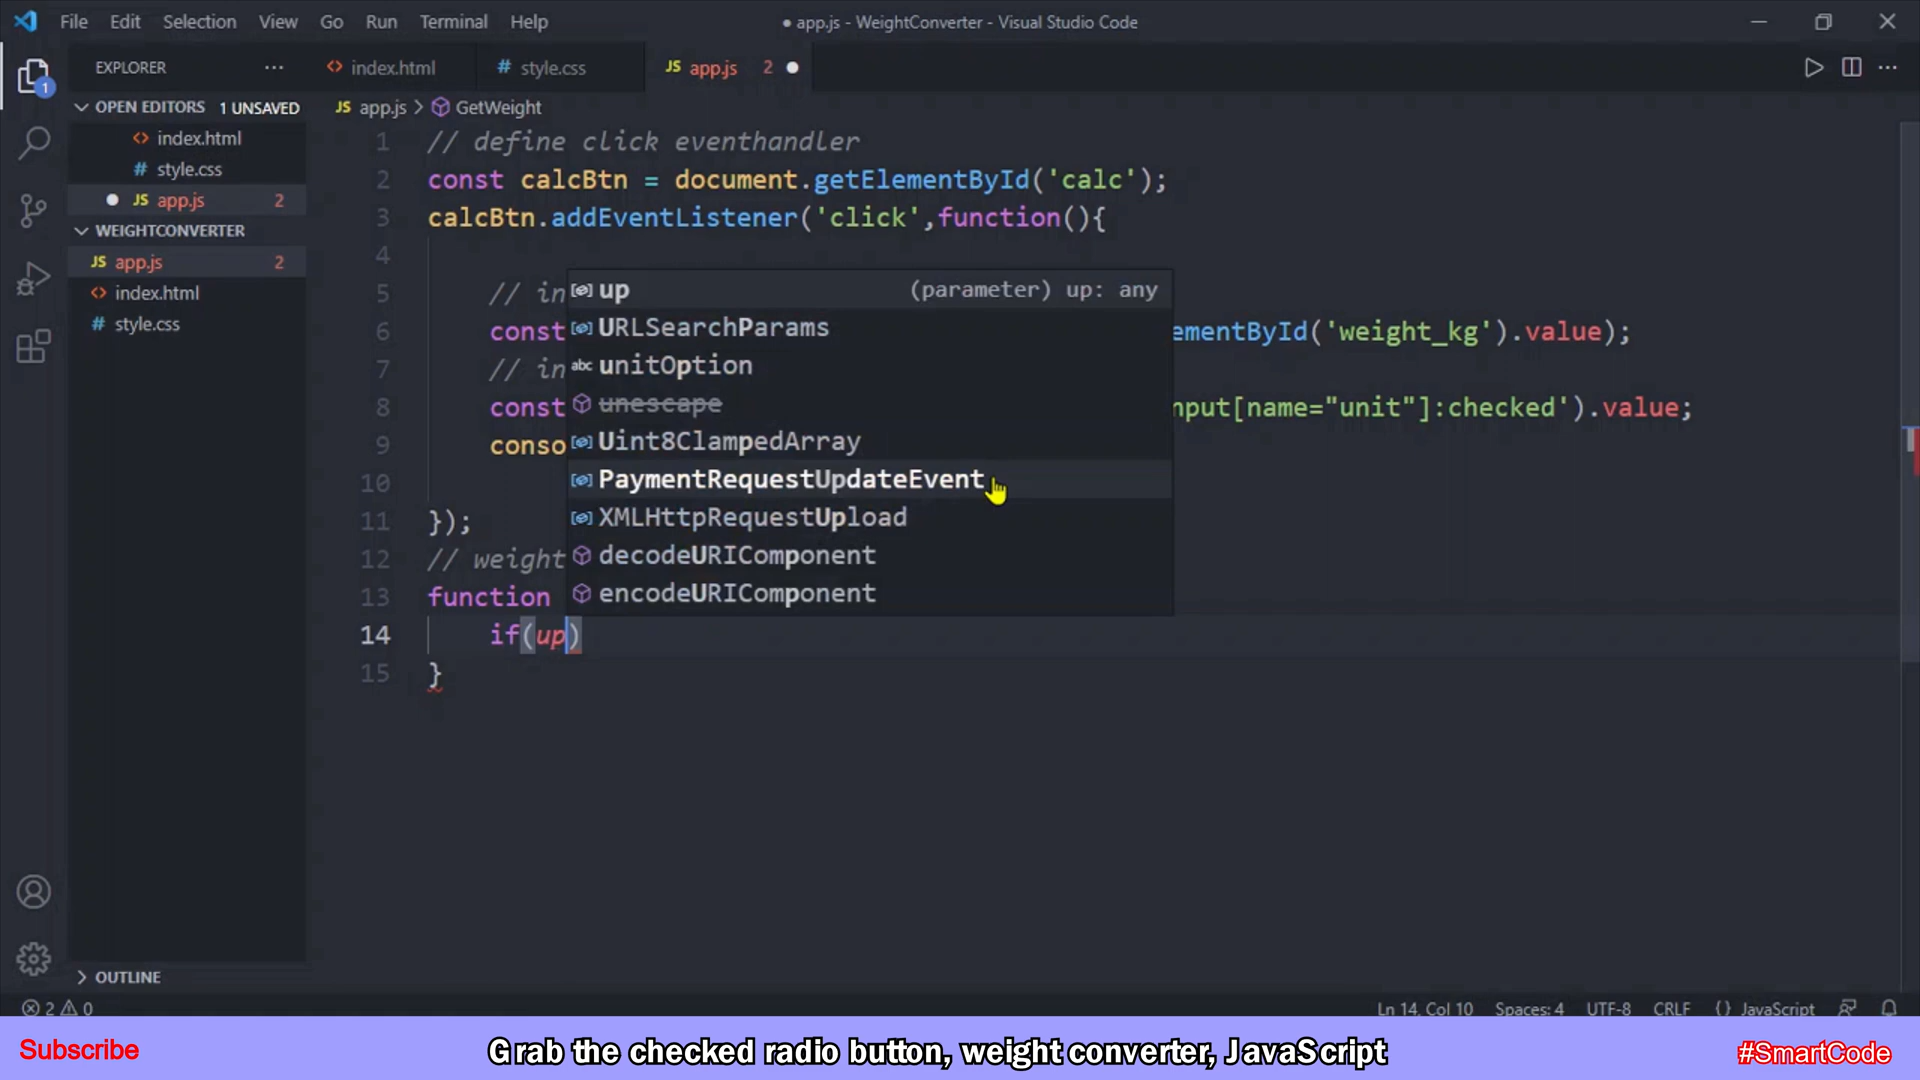 File Edit Selection View Go Run Terminal Help
● app.js - WeightConverter - Visual Studio Code
EXPLORER ...
<> index.html
# style.css
JS app.js 2 ●
1
OPEN EDITORS 1 UNSAVED
<> index.html
# style.css
● JS app.js 2
WEIGHTCONVERTER
JS app.js 2
<> index.html
# style.css
OUTLINE
JS app.js > GetWeight
1 // define click eventhandler
2 const calcBtn = document.getElementById('calc');
3 calcBtn.addEventListener('click',function(){
4
5 // in
6 const ementById('weight_kg').value);
7 // in
8 const nput[name="unit"]:checked').value;
9 conso
10
11 });
12 // weight
13 function
14 if(up)
15 }
up (parameter) up: any
URLSearchParams
abc unitOption
unescape
Uint8ClampedArray
PaymentRequestUpdateEvent
XMLHttpRequestUpload
decodeURIComponent
encodeURIComponent
2 0
Ln 14, Col 10 Spaces: 4 UTF-8 CRLF {} JavaScript
Subscribe
Grab the checked radio button, weight converter, JavaScript
#SmartCode